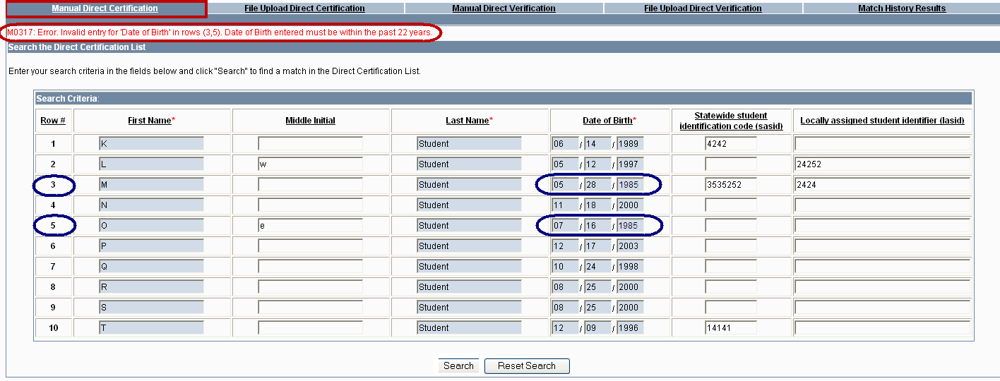 Manual Direct Certification File Upload Direct Certification Manual Direct Verification File Upload Direct Verification Match History Results
M0317: Error. Invalid entry for 'Date of Birth' in rows (3,5). Date of Birth entered must be within the past 22 years.
Search the Direct Certification List
Enter your search criteria in the fields below and click "Search" to find a match in the Direct Certification List.
Search Criteria:
Row # First Name* Middle Initial Last Name* Date of Birth* Statewide student identification code (sasid) Locally assigned student identifier (lasid)
1 K Student 06 / 14 / 1989 4242
2 L w Student 05 / 12 / 1997 24252
3 M Student 05 / 28 / 1985 3535252 2424
4 N Student 11 / 18 / 2000
5 O e Student 07 / 16 / 1985
6 P Student 12 / 17 / 2003
7 Q Student 10 / 24 / 1998
8 R Student 08 / 25 / 2000
9 S Student 08 / 25 / 2000
10 T Student 12 / 09 / 1996 14141
Search Reset Search